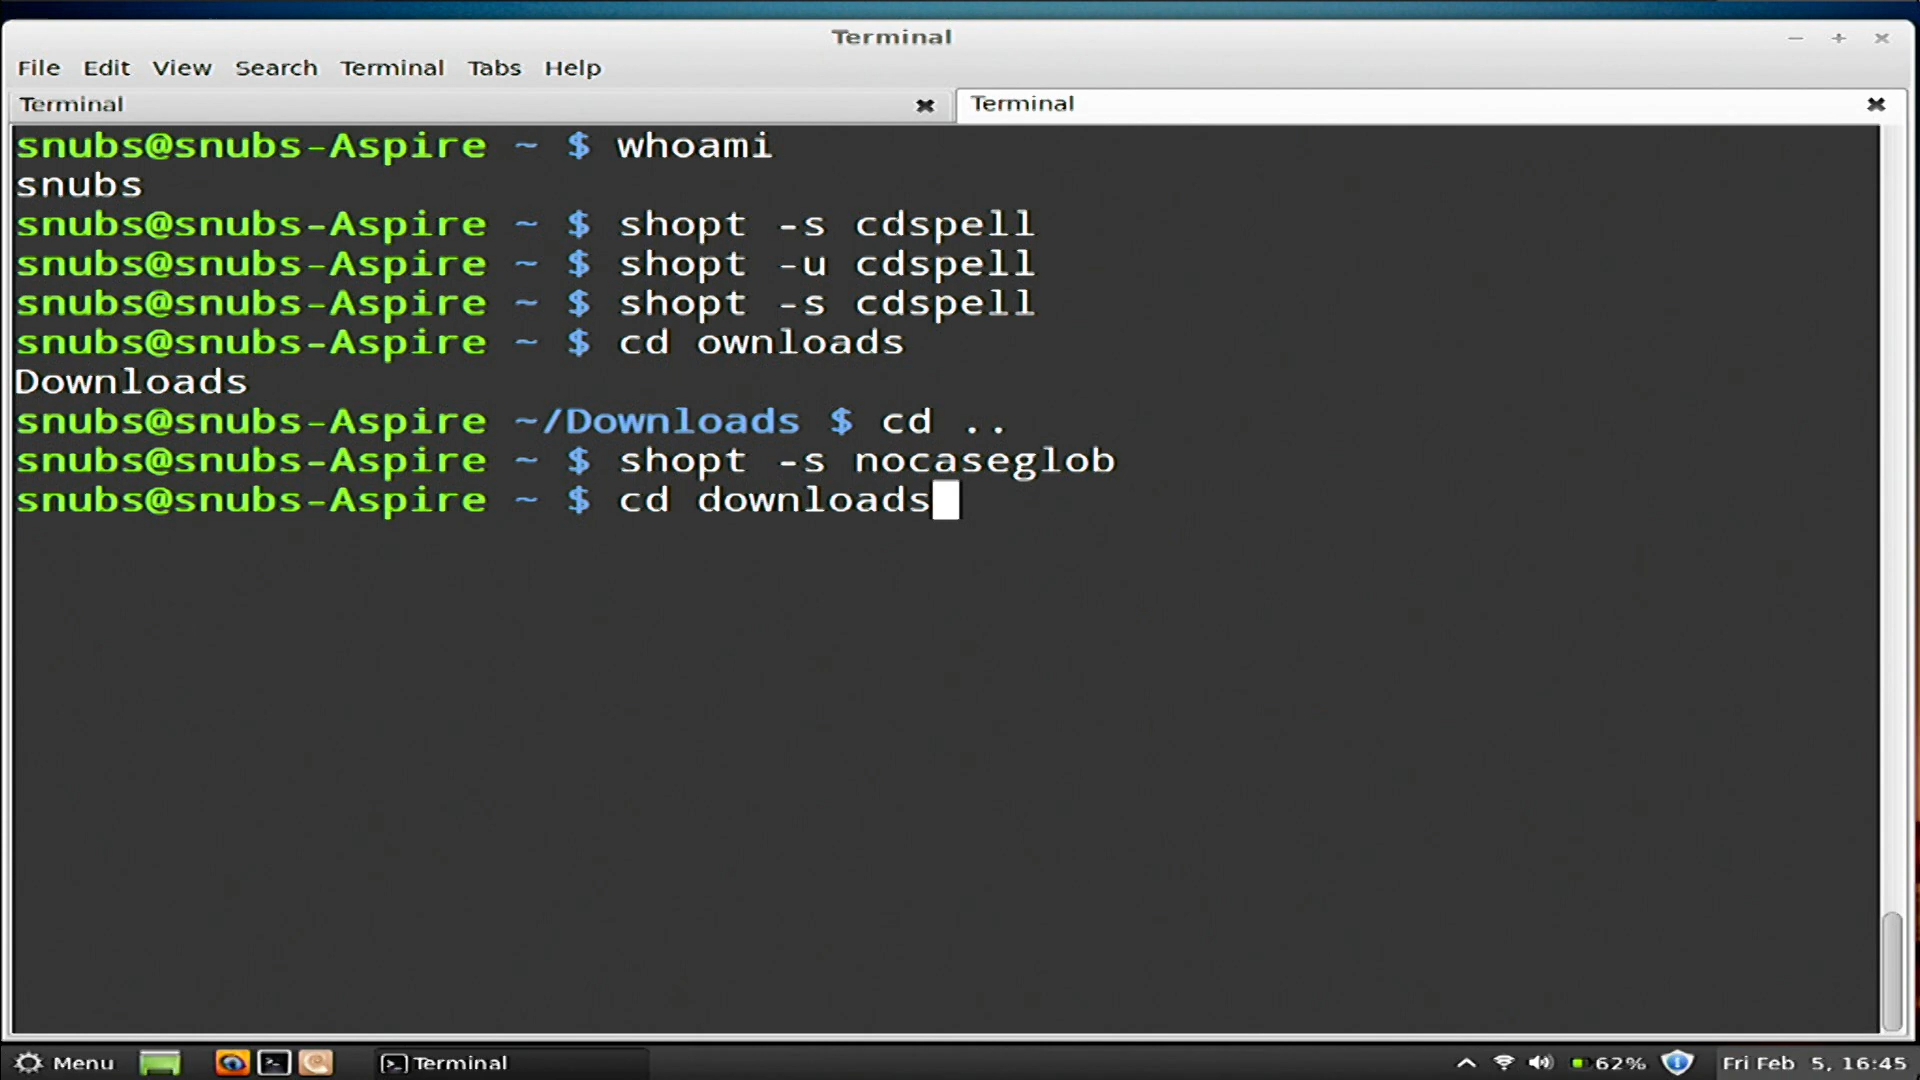 Terminal
File Edit View Search Terminal Tabs Help
Terminal Terminal
snubs@snubs-Aspire ~ $ whoami
snubs
snubs@snubs-Aspire ~ $ shopt -s cdspell
snubs@snubs-Aspire ~ $ shopt -u cdspell
snubs@snubs-Aspire ~ $ shopt -s cdspell
snubs@snubs-Aspire ~ $ cd ownloads
Downloads
snubs@snubs-Aspire ~/Downloads $ cd ..
snubs@snubs-Aspire ~ $ shopt -s nocaseglob
snubs@snubs-Aspire ~ $ cd downloads
Menu Terminal 62% Fri Feb 5, 16:45